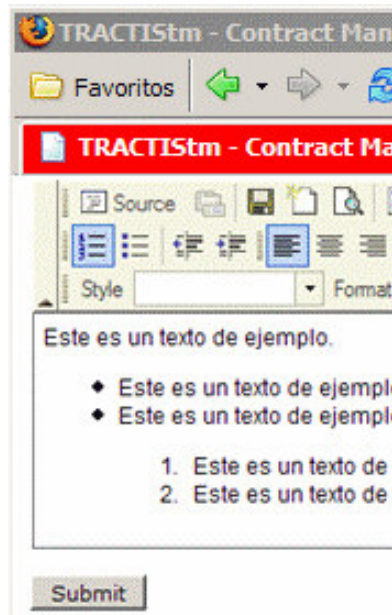 TRACTIStm - Contract Man
Favoritos
TRACTIStm - Contract Ma
Source
Style Format
Este es un texto de ejemplo.
Este es un texto de ejemplo
Este es un texto de ejemplo
1. Este es un texto de
2. Este es un texto de
Submit